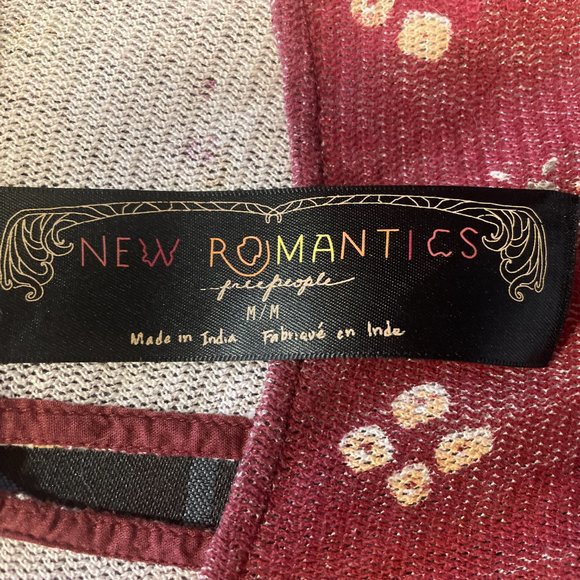 NEW ROMANTICS
free people
M/M
Made in India Fabriqué en Inde